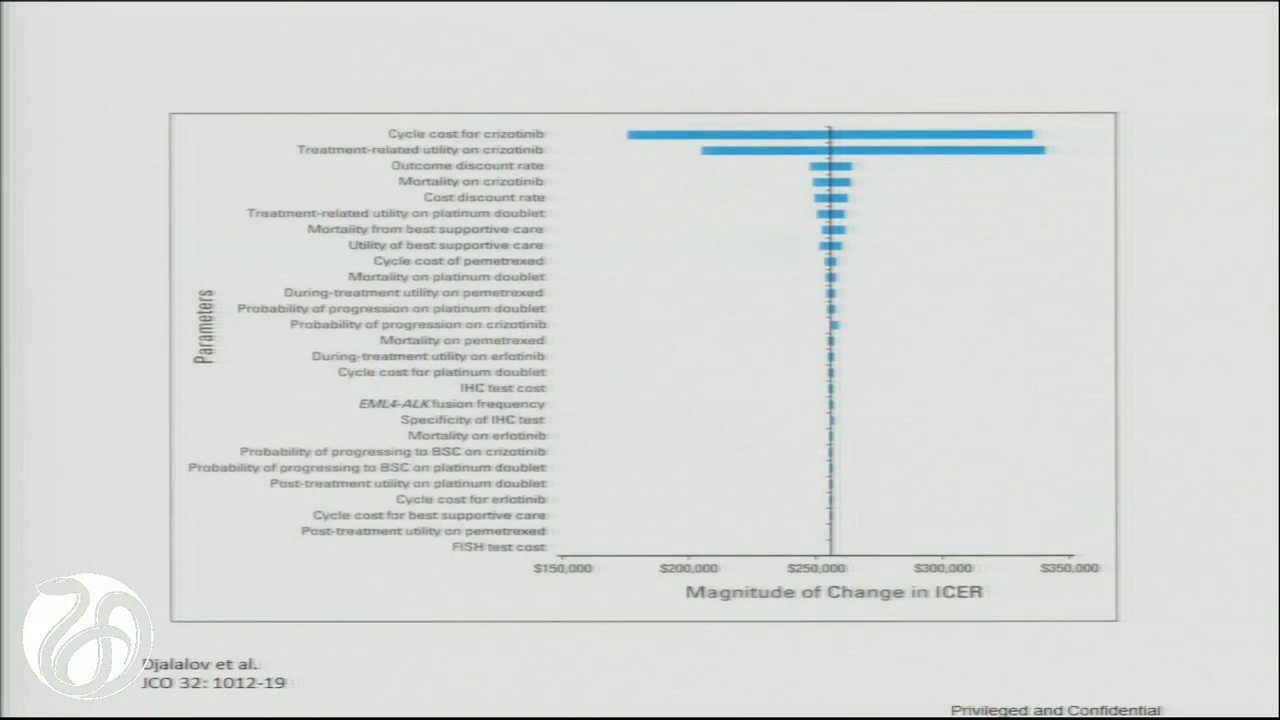 Cycle cost for crizotinib
Treatment-related utility on crizotinib
Outcome discount rate
Mortality on crizotinib
Cost discount rate
Treatment-related utility on platinum doublet
Mortality from best supportive care
Utility of best supportive care
Cycle cost of pemetrexed
Mortality on platinum doublet
During-treatment utility on pemetrexed
Probability of progression on platinum doublet
Probability of progression on crizotinib
Mortality on pemetrexed
During-treatment utility on erlotinib
Cycle cost for platinum doublet
IHC test cost
EML4-ALK fusion frequency
Specificity of IHC test
Mortality on erlotinib
Probability of progressing to BSC on crizotinib
Probability of progressing to BSC on platinum doublet
Post-treatment utility on platinum doublet
Cycle cost for erlotinib
Cycle cost for best supportive care
Post-treatment utility on pemetrexed
FISH test cost
Parameters
$150,000 $200,000 $250,000 $300,000 $350,000
Magnitude of Change in ICER
Djalalov et al.
JCO 32: 1012-19
Privileged and Confidential